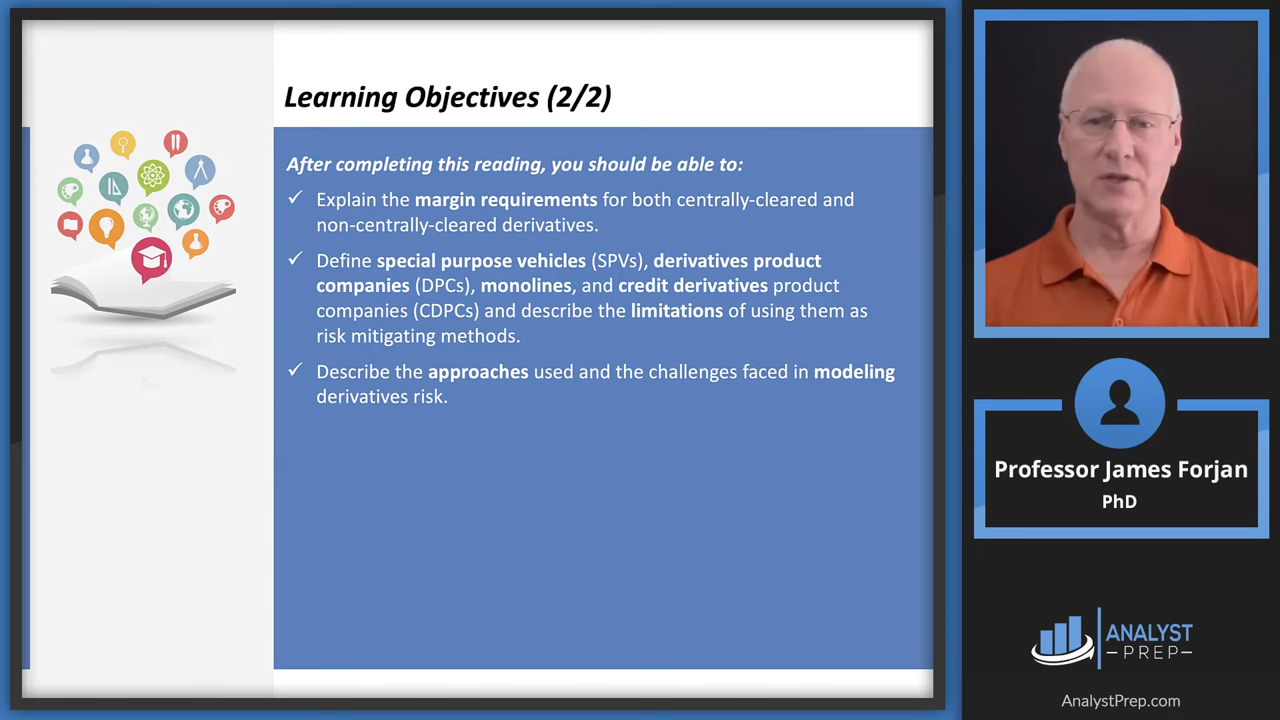 Learning Objectives (2/2)
After completing this reading, you should be able to:
✓ Explain the margin requirements for both centrally-cleared and
non-centrally-cleared derivatives.
✓ Define special purpose vehicles (SPVs), derivatives product
companies (DPCs), monolines, and credit derivatives product
companies (CDPCs) and describe the limitations of using them as
risk mitigating methods.
✓ Describe the approaches used and the challenges faced in modeling
derivatives risk.
Professor James Forjan
PhD
ANALYST
PREP
AnalystPrep.com